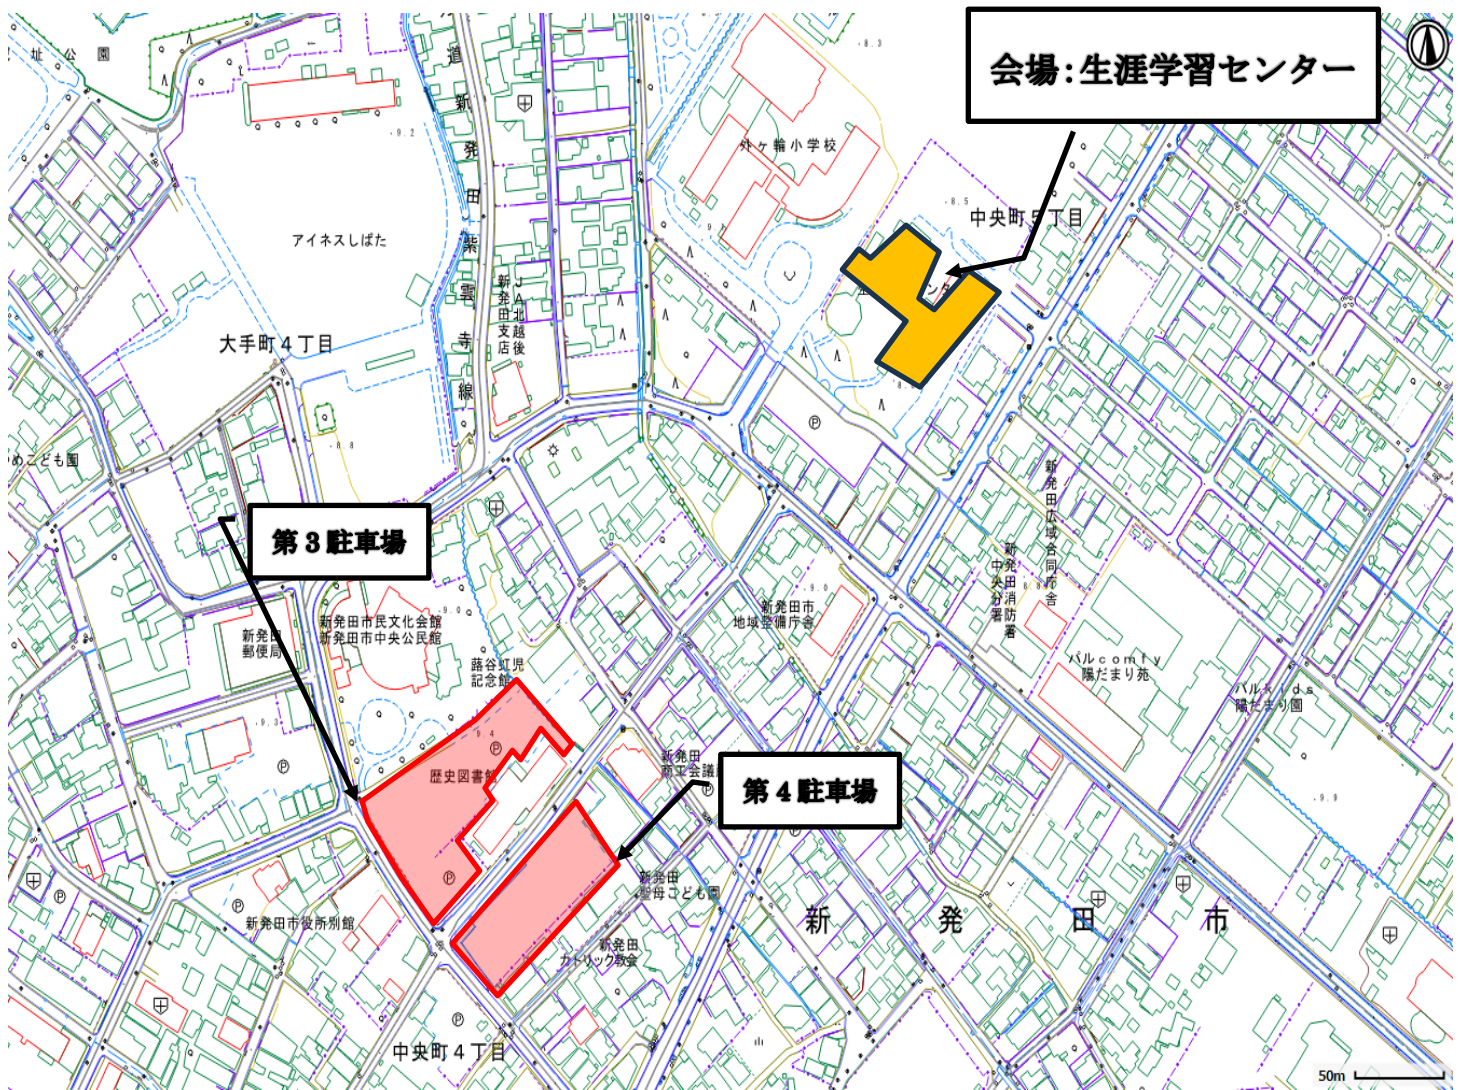 会場：生涯学習センター
址公園
道新発田紫雲寺線
外ヶ輪小学校
アイネスしばた
中央町5丁目
JA北越後
新発田支店
大手町4丁目
めこども園
第3駐車場
新発田広域合同庁舎
新発田消防署
中央分署
新発田市
地域整備庁舎
新発田市民文化会館
新発田市中央公民館
新発田
郵便局
蕗谷虹児
記念館
パルcomfy
陽だまり苑
パルkids
陽だまり園
歴史図書館
新発田
商工会議
第4駐車場
新発田
聖母こども園
新発田市役所別館
新発田
カトリック教会
新発田市
中央町4丁目
50m